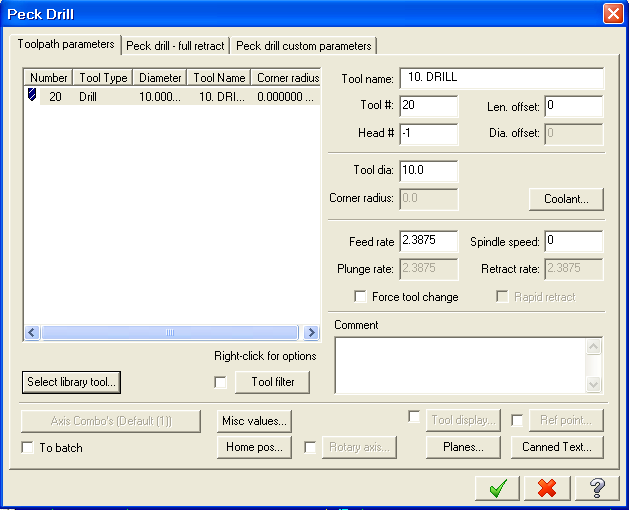 Peck Drill
Toolpath parameters Peck drill - full retract Peck drill custom parameters
Number Tool Type Diameter Tool Name Corner radius
20 Drill 10.000... 10. DRI... 0.000000 ...
Tool name: 10. DRILL
Tool #: 20 Len. offset: 0
Head # -1 Dia. offset: 0
Tool dia: 10.0
Corner radius: 0.0 Coolant...
Feed rate 2.3875 Spindle speed: 0
Plunge rate: 2.3875 Retract rate: 2.3875
Force tool change Rapid retract
Comment
Right-click for options
Select library tool... Tool filter
Axis Combo's (Default (1)) Misc values... Tool display... Ref point...
To batch Home pos... Rotary axis... Planes... Canned Text...